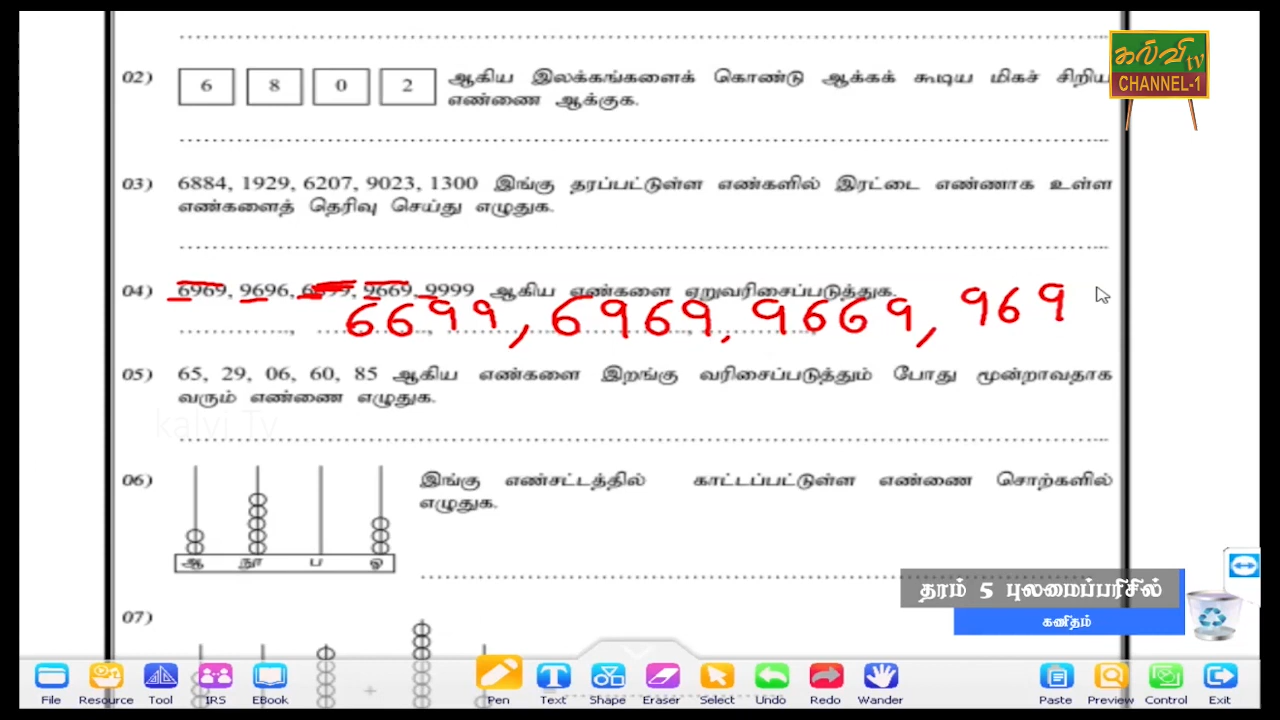 கல்வி tv
CHANNEL-1
02) 6 8 0 2 ஆகிய இலக்கங்களைக் கொண்டு ஆக்கக் கூடிய மிகச் சிறிய
எண்ணை ஆக்குக.
03) 6884, 1929, 6207, 9023, 1300 இங்கு தரப்பட்டுள்ள எண்களில் இரட்டை எண்ணாக உள்ள
எண்களைத் தெரிவு செய்து எழுதுக.
04) 6969, 9696, 6699, 9669, 9999 ஆகிய எண்களை ஏறுவரிசைப்படுத்துக.
6699, 6969, 9669, 969
05) 65, 29, 06, 60, 85 ஆகிய எண்களை இறங்கு வரிசைப்படுத்தும் போது மூன்றாவதாக
வரும் எண்ணை எழுதுக.
kalvi Tv
06) இங்கு எண்சட்டத்தில் காட்டப்பட்டுள்ள எண்ணை சொற்களில்
எழுதுக.
ஆ நூ ப ஓ
தரம் 5 புலமைப்பரிசில்
கணிதம்
07)
File Resource Tool IRS EBook Pen Text Shape Eraser Select Undo Redo Wander Paste Preview Control Exit